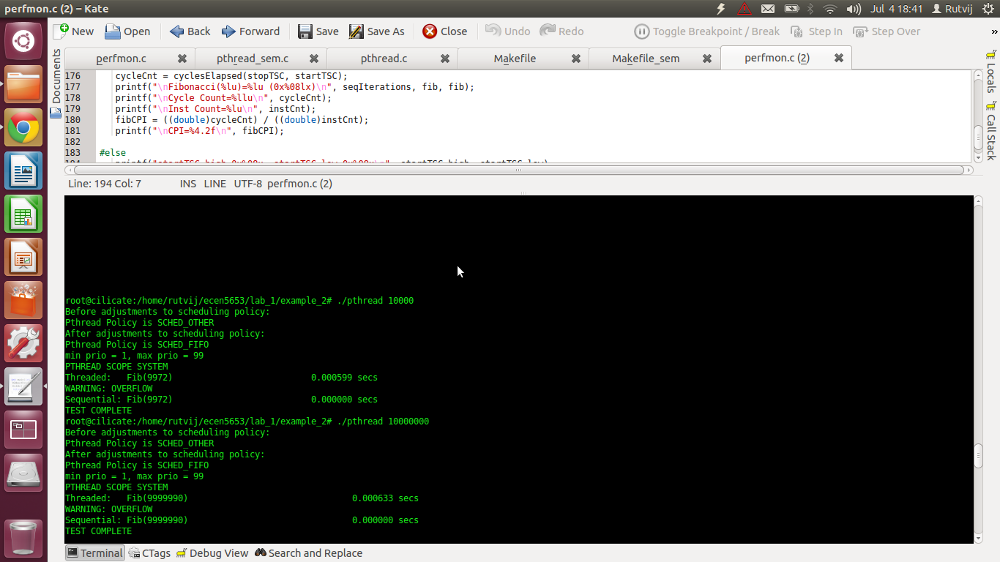 perfmon.c (2) – Kate
Jul 4 18:41 Rutvij
New Open Back Forward Save Save As Close Undo Redo Toggle Breakpoint / Break Step In Step Over »
perfmon.c pthread_sem.c pthread.c Makefile Makefile_sem perfmon.c (2)
Documents
Locals
Call Stack
176 cycleCnt = cyclesElapsed(stopTSC, startTSC);
177 printf("\nFibonacci(%lu)=%lu (0x%08lx)\n", seqIterations, fib, fib);
178 printf("\nCycle Count=%llu\n", cycleCnt);
179 printf("\nInst Count=%lu\n", instCnt);
180 fibCPI = ((double)cycleCnt) / ((double)instCnt);
181 printf("\nCPI=%4.2f\n", fibCPI);
182
183 #else
Line: 194 Col: 7 INS LINE UTF-8 perfmon.c (2)
root@cilicate:/home/rutvij/ecen5653/lab_1/example_2# ./pthread 10000
Before adjustments to scheduling policy:
Pthread Policy is SCHED_OTHER
After adjustments to scheduling policy:
Pthread Policy is SCHED_FIFO
min prio = 1, max prio = 99
PTHREAD SCOPE SYSTEM
Threaded: Fib(9972) 0.000599 secs
WARNING: OVERFLOW
Sequential: Fib(9972) 0.000000 secs
TEST COMPLETE
root@cilicate:/home/rutvij/ecen5653/lab_1/example_2# ./pthread 10000000
Before adjustments to scheduling policy:
Pthread Policy is SCHED_OTHER
After adjustments to scheduling policy:
Pthread Policy is SCHED_FIFO
min prio = 1, max prio = 99
PTHREAD SCOPE SYSTEM
Threaded: Fib(9999990) 0.000633 secs
WARNING: OVERFLOW
Sequential: Fib(9999990) 0.000000 secs
TEST COMPLETE
Terminal CTags Debug View Search and Replace